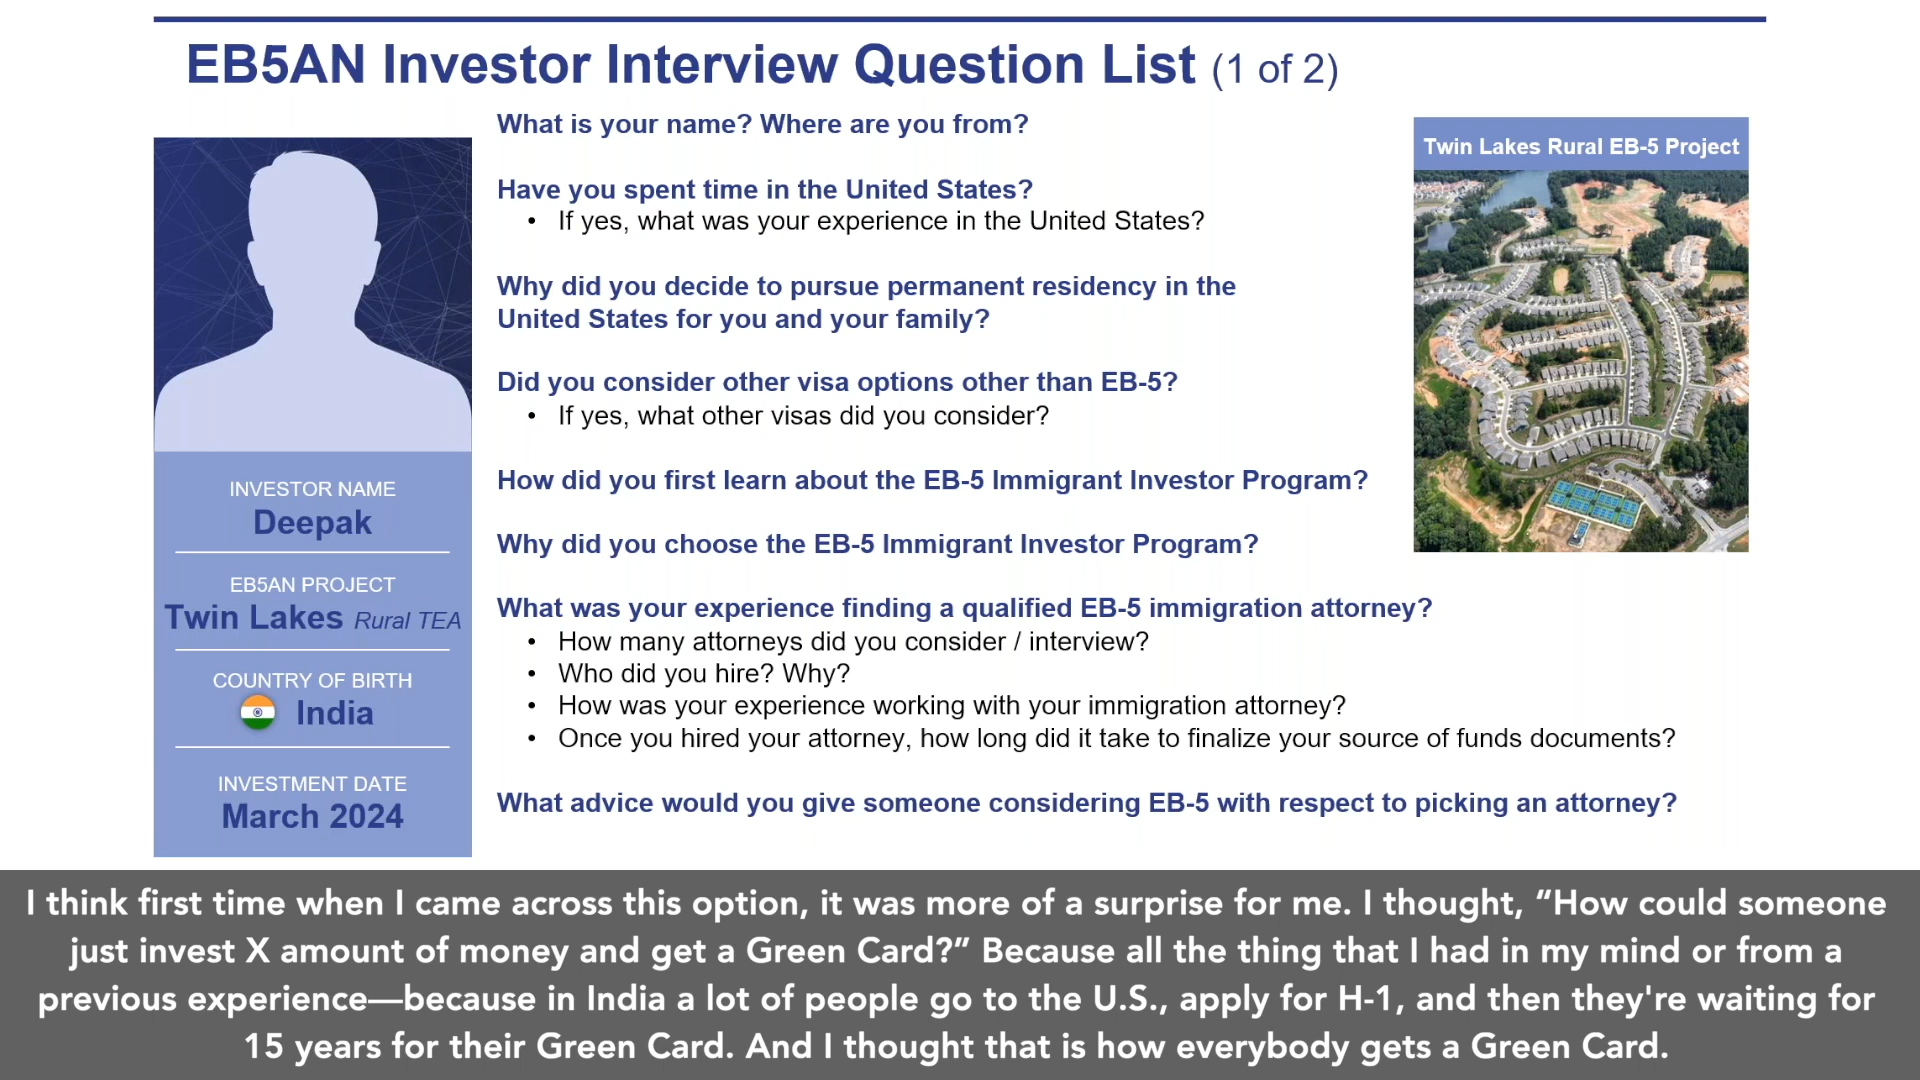 EB5AN Investor Interview Question List (1 of 2)
What is your name? Where are you from?
Have you spent time in the United States?
• If yes, what was your experience in the United States?
Why did you decide to pursue permanent residency in the
United States for you and your family?
Did you consider other visa options other than EB-5?
• If yes, what other visas did you consider?
How did you first learn about the EB-5 Immigrant Investor Program?
Why did you choose the EB-5 Immigrant Investor Program?
What was your experience finding a qualified EB-5 immigration attorney?
• How many attorneys did you consider / interview?
• Who did you hire? Why?
• How was your experience working with your immigration attorney?
• Once you hired your attorney, how long did it take to finalize your source of funds documents?
What advice would you give someone considering EB-5 with respect to picking an attorney?
INVESTOR NAME
Deepak
EB5AN PROJECT
Twin Lakes Rural TEA
COUNTRY OF BIRTH
India
INVESTMENT DATE
March 2024
Twin Lakes Rural EB-5 Project
I think first time when I came across this option, it was more of a surprise for me. I thought, “How could someone
just invest X amount of money and get a Green Card?” Because all the thing that I had in my mind or from a
previous experience—because in India a lot of people go to the U.S., apply for H-1, and then they're waiting for
15 years for their Green Card. And I thought that is how everybody gets a Green Card.